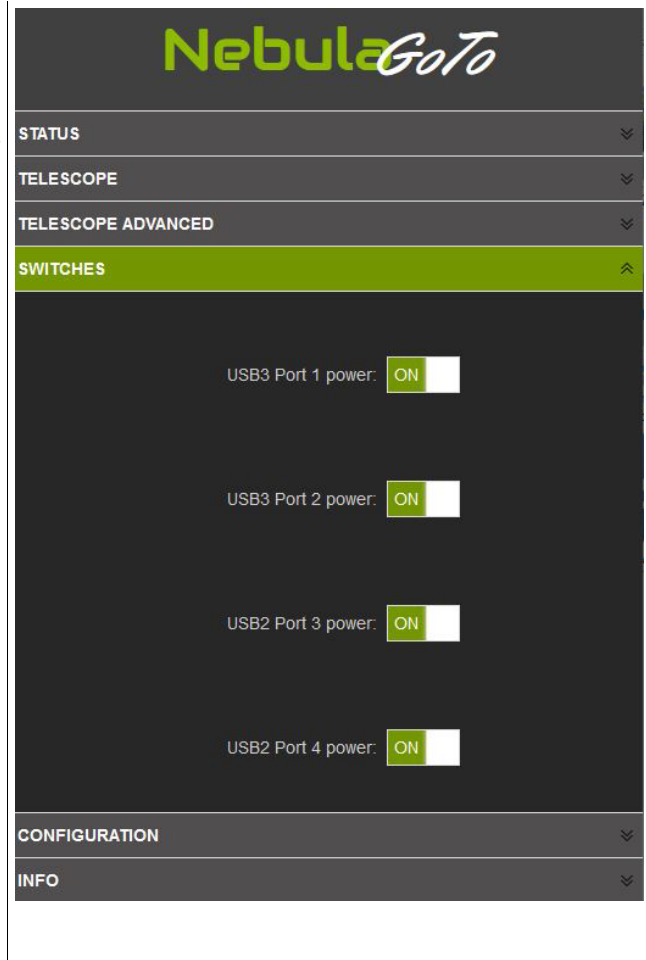 NebulaGoTo
STATUS
TELESCOPE
TELESCOPE ADVANCED
SWITCHES
USB3 Port 1 power: ON
USB3 Port 2 power: ON
USB2 Port 3 power: ON
USB2 Port 4 power: ON
CONFIGURATION
INFO